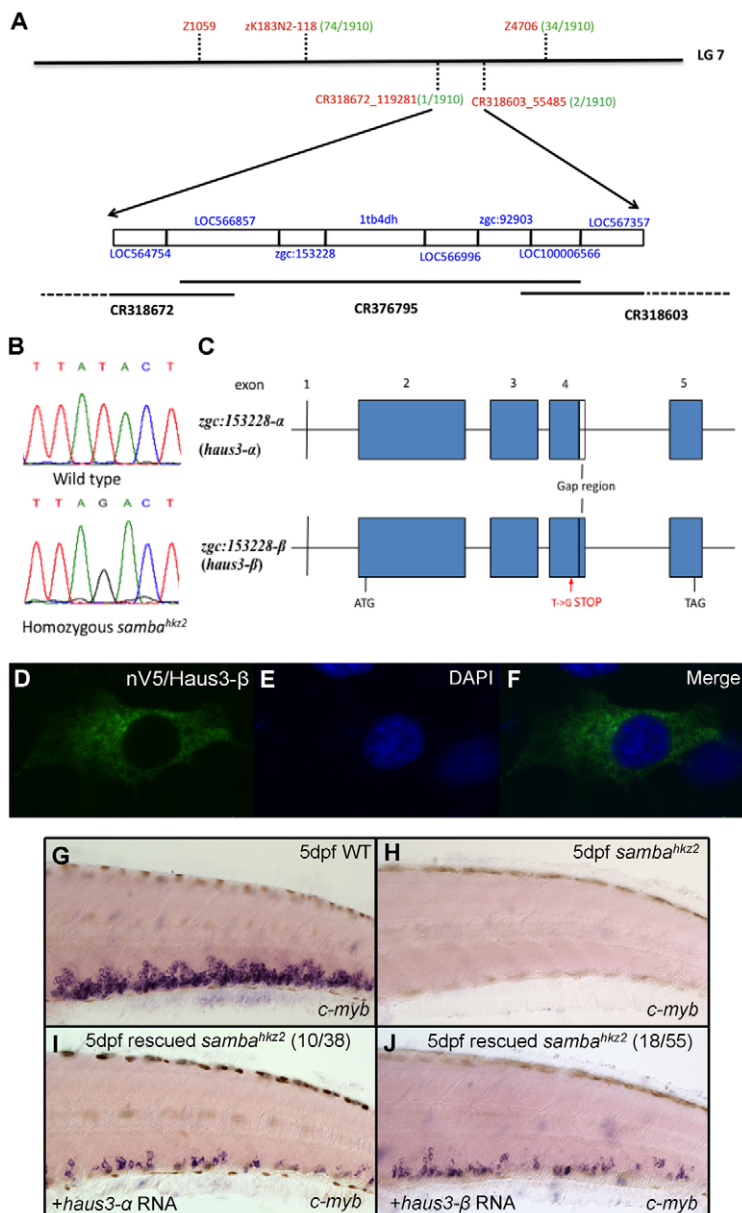 A
Z1059 zK183N2-118 (74/1910) Z4706 (34/1910)
LG 7
CR318672_119281(1/1910) CR318603_55485 (2/1910)
LOC566857 1tb4dh zgc:92903 LOC567357
LOC564754 zgc:153228 LOC566996 LOC100006566
CR318672 CR376795 CR318603
B
T T A T A C T
Wild type
T T A G A C T
Homozygous samba^hkz2
C
exon 1 2 3 4 5
zgc:153228-α
(haus3-α)
Gap region
zgc:153228-β
(haus3-β)
ATG T->G STOP TAG
D nV5/Haus3-β
E DAPI
F Merge
G 5dpf WT
c-myb
H 5dpf samba^hkz2
c-myb
I 5dpf rescued samba^hkz2 (10/38)
+haus3-α RNA c-myb
J 5dpf rescued samba^hkz2 (18/55)
+haus3-β RNA c-myb